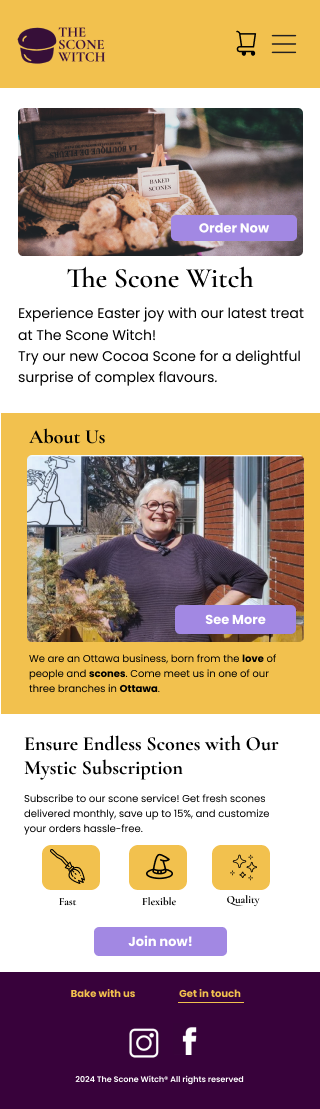 THE
SCONE
WITCH
BAKED
SCONES
Order Now
The Scone Witch
Experience Easter joy with our latest treat
at The Scone Witch!
Try our new Cocoa Scone for a delightful
surprise of complex flavours.
About Us
See More
We are an Ottawa business, born from the love of
people and scones. Come meet us in one of our
three branches in Ottawa.
Ensure Endless Scones with Our
Mystic Subscription
Subscribe to our scone service! Get fresh scones
delivered monthly, save up to 15%, and customize
your orders hassle-free.
Fast Flexible Quality
Join now!
Bake with us Get in touch
2024 The Scone Witch® All rights reserved